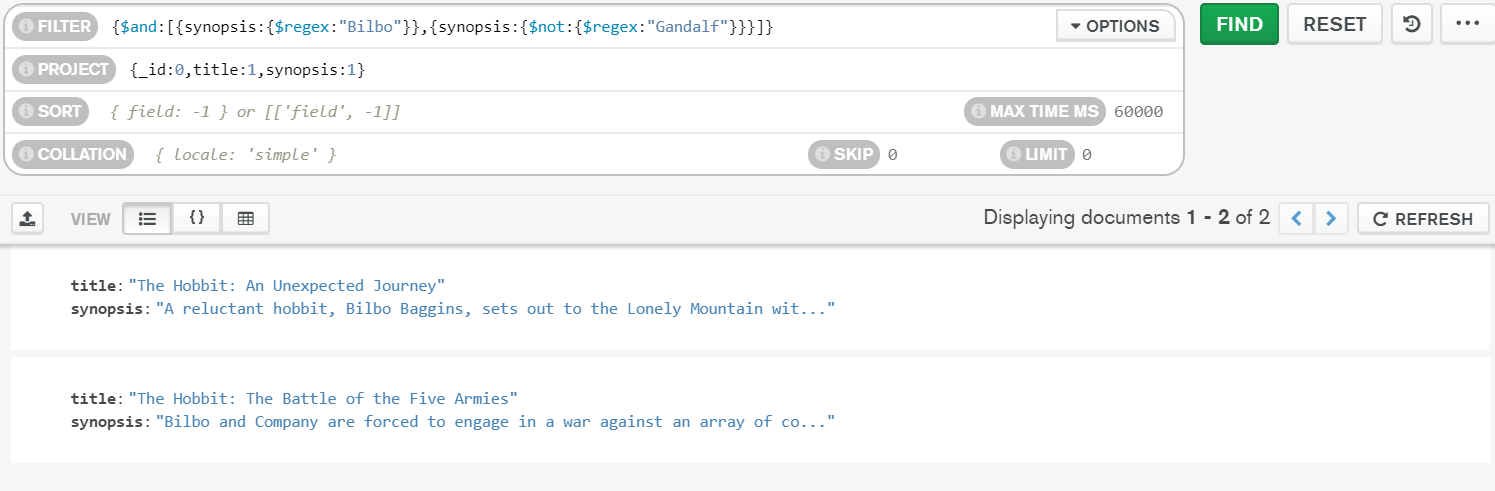 FILTER {$and:[{synopsis:{$regex:"Bilbo"}},{synopsis:{$not:{$regex:"Gandalf"}}}]} OPTIONS FIND RESET ...
PROJECT {_id:0,title:1,synopsis:1}
SORT { field: -1 } or [['field', -1]] MAX TIME MS 60000
COLLATION { locale: 'simple' } SKIP 0 LIMIT 0
VIEW {} Displaying documents 1 - 2 of 2 < > REFRESH
title: "The Hobbit: An Unexpected Journey"
synopsis: "A reluctant hobbit, Bilbo Baggins, sets out to the Lonely Mountain wit..."
title: "The Hobbit: The Battle of the Five Armies"
synopsis: "Bilbo and Company are forced to engage in a war against an array of co..."